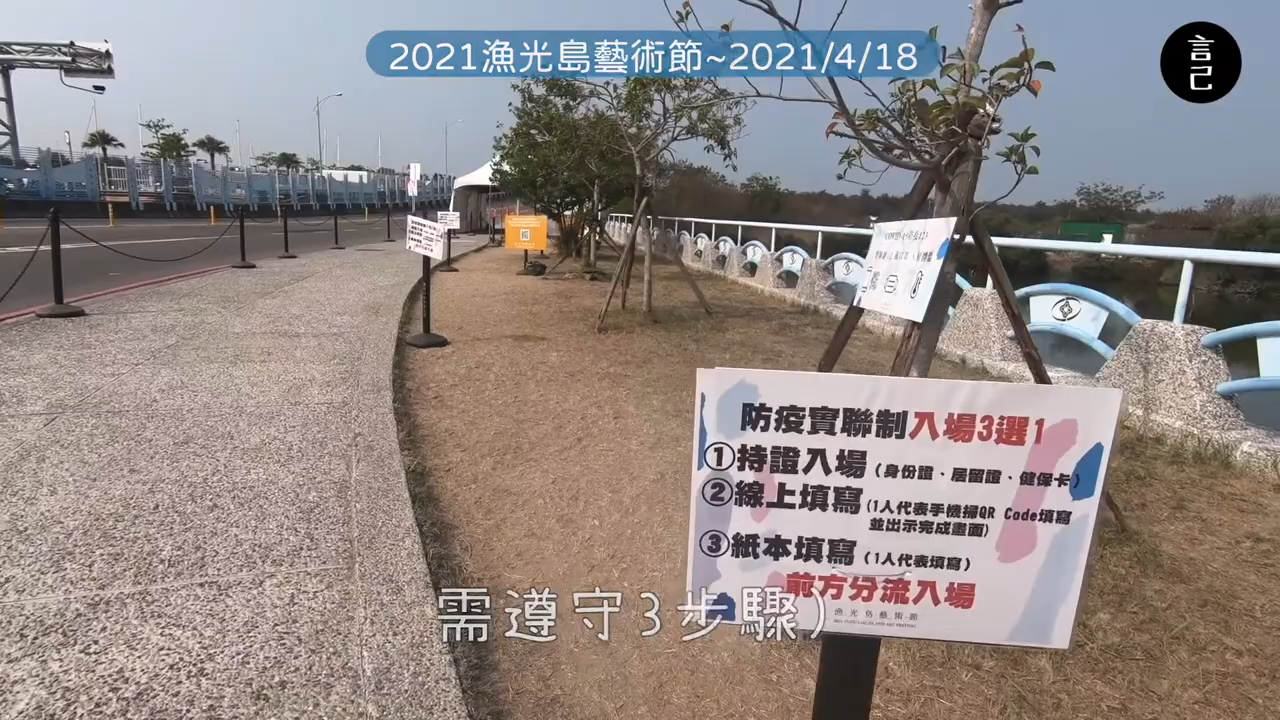 2021漁光島藝術節~2021/4/18
言己
防疫實聯制入場3選1
①持證入場(身份證、居留證、健保卡)
②線上填寫(1人代表手機掃QR Code填寫
並出示完成畫面)
③紙本填寫(1人代表填寫)
前方分流入場
漁光島藝術節
需遵守3步驟)